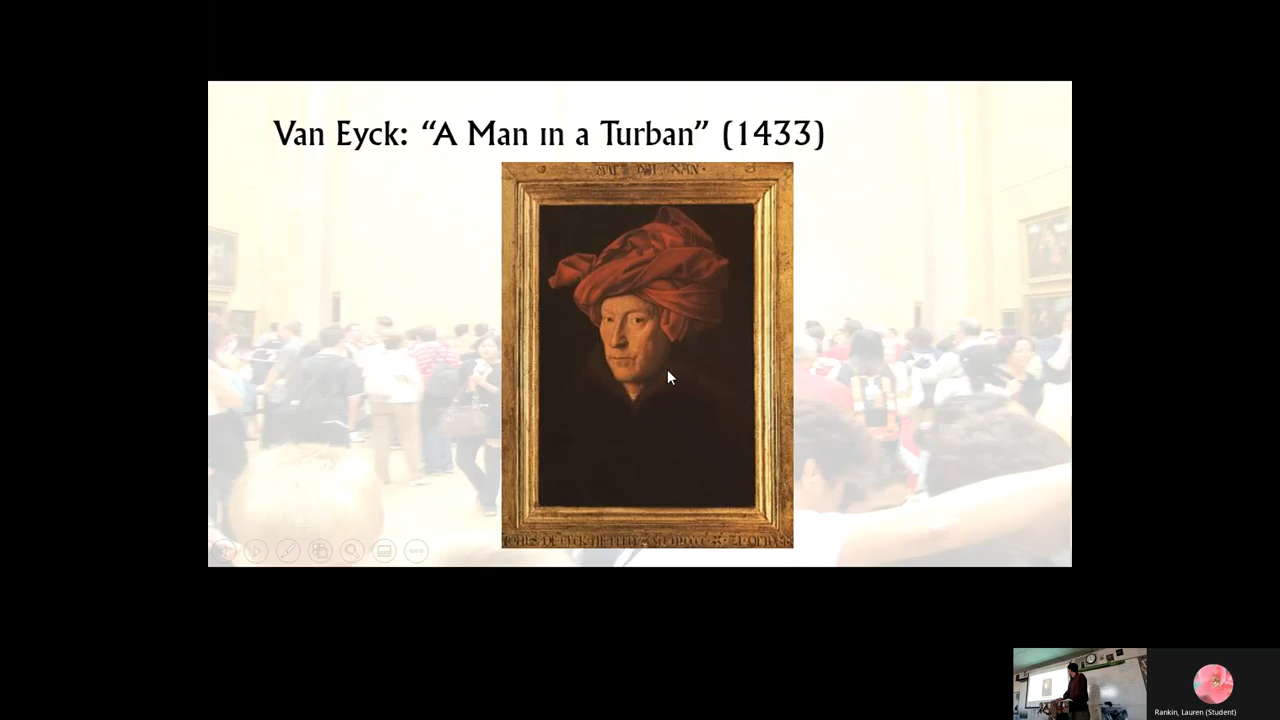 Van Eyck: “A Man in a Turban” (1433)
Rankin, Lauren (Student)